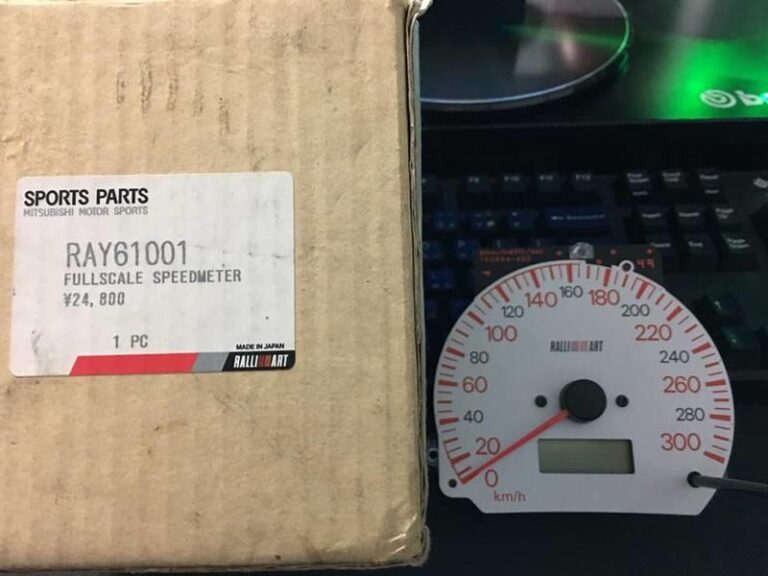 SPORTS PARTS
MITSUBISHI MOTOR SPORTS
RAY61001
FULLSCALE SPEEDMETER
¥24,800
1 PC
MADE IN JAPAN
RALLIART
RALLIART
0
20
40
60
80
100
120
140
160
180
200
220
240
260
280
300
km/h